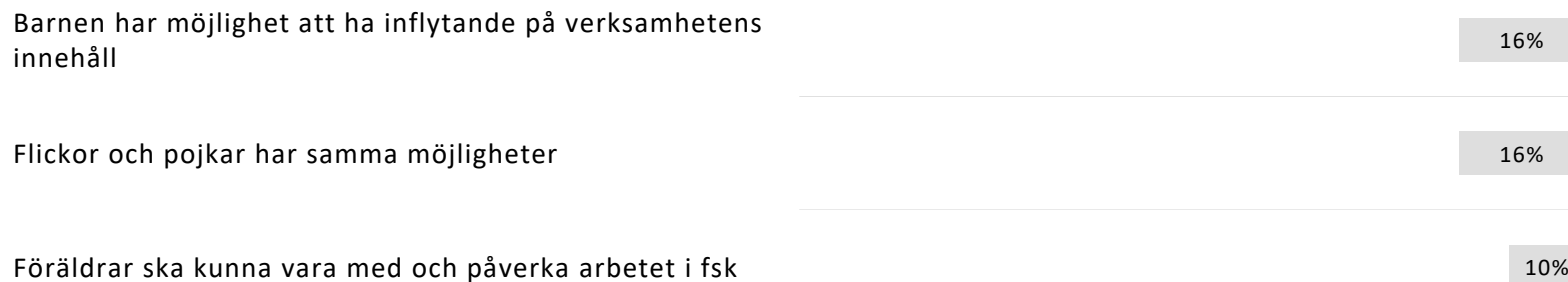 Barnen har möjlighet att ha inflytande på verksamhetens
innehåll
16%
Flickor och pojkar har samma möjligheter
16%
Föräldrar ska kunna vara med och påverka arbetet i fsk
10%